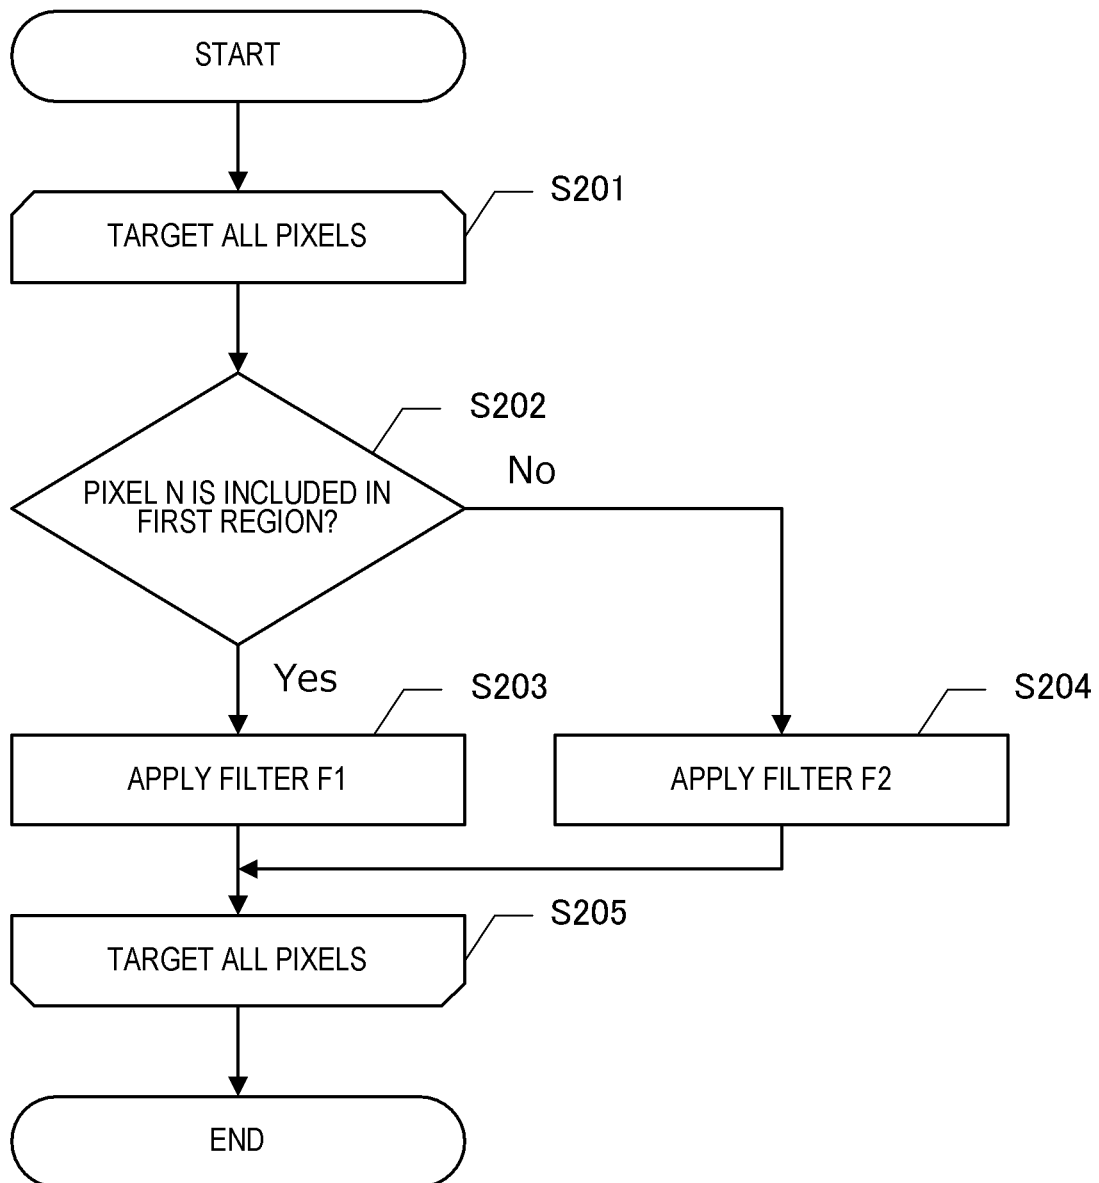 START
S201
TARGET ALL PIXELS
S202
No
PIXEL N IS INCLUDED IN
FIRST REGION?
Yes
S203
S204
APPLY FILTER F1
APPLY FILTER F2
S205
TARGET ALL PIXELS
END